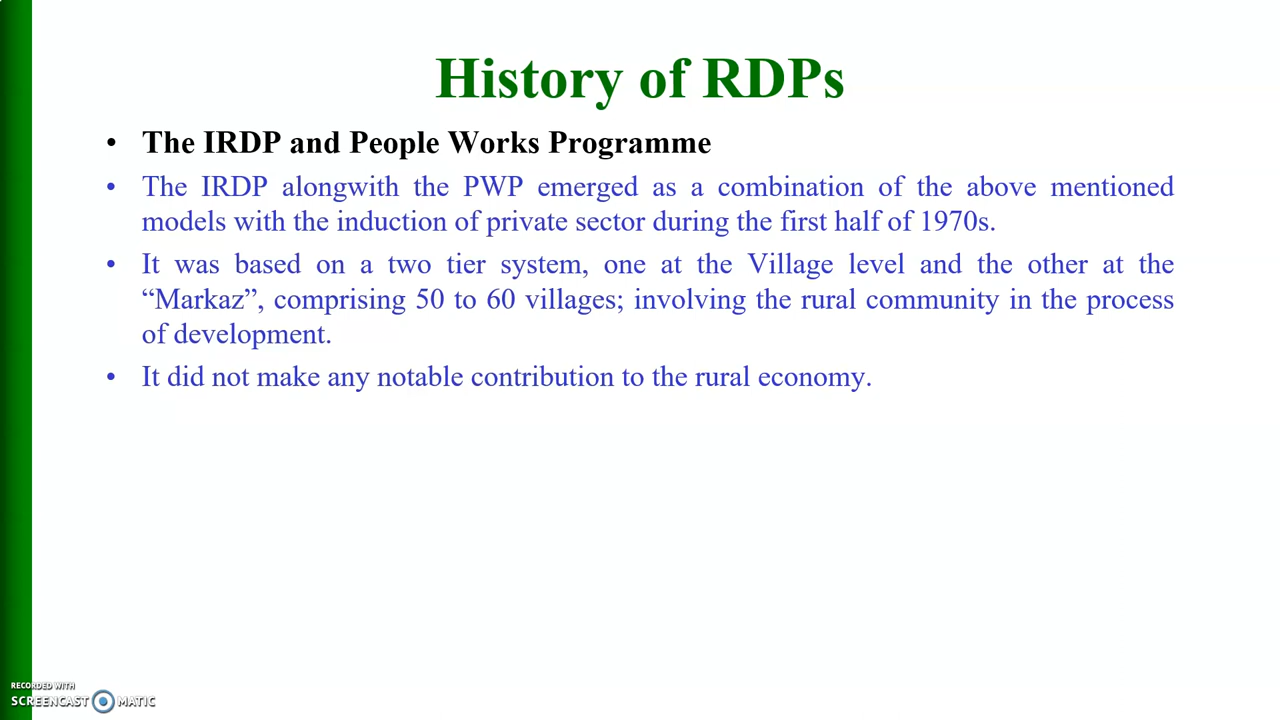 History of RDPs
• The IRDP and People Works Programme
• The IRDP alongwith the PWP emerged as a combination of the above mentioned
models with the induction of private sector during the first half of 1970s.
• It was based on a two tier system, one at the Village level and the other at the
“Markaz”, comprising 50 to 60 villages; involving the rural community in the process
of development.
• It did not make any notable contribution to the rural economy.
RECORDED WITH
SCREENCAST MATIC